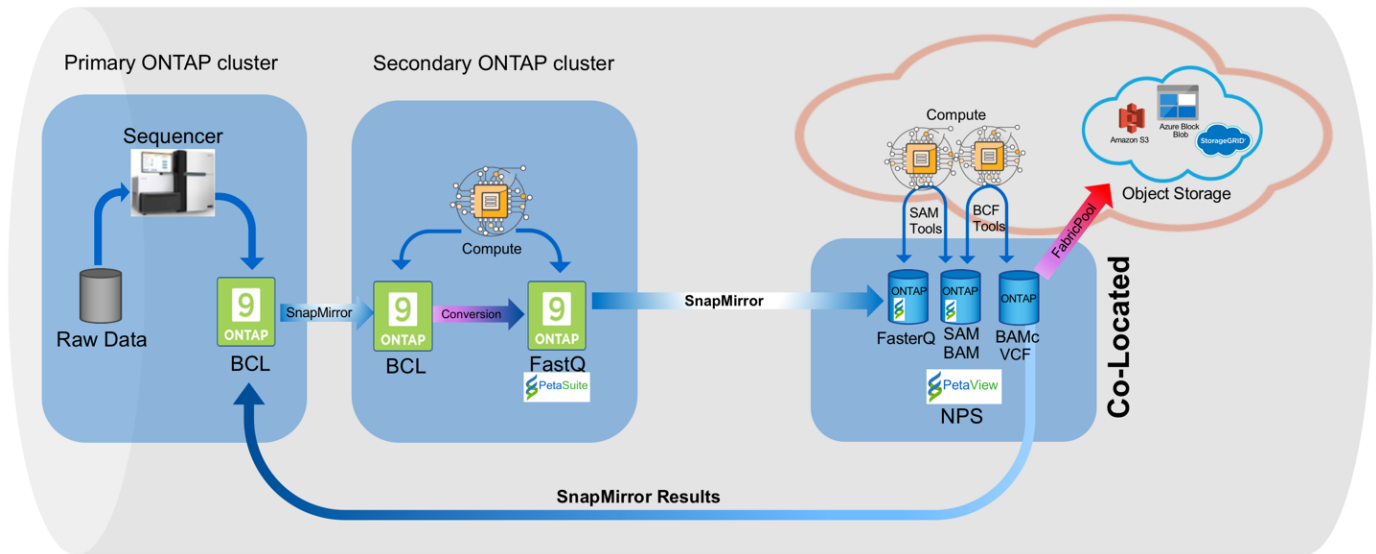 Primary ONTAP cluster
Sequencer
Raw Data
9
ONTAP
BCL
SnapMirror
Secondary ONTAP cluster
Compute
9
ONTAP
BCL
Conversion
9
ONTAP
FastQ
PetaSuite
SnapMirror
Compute
SAM
Tools
BCF
Tools
Amazon S3
Azure Block
Blob
StorageGRID
Object Storage
FabricPool
ONTAP
FasterQ
ONTAP
SAM
BAM
ONTAP
BAMc
VCF
PetaView
NPS
Co-Located
SnapMirror Results